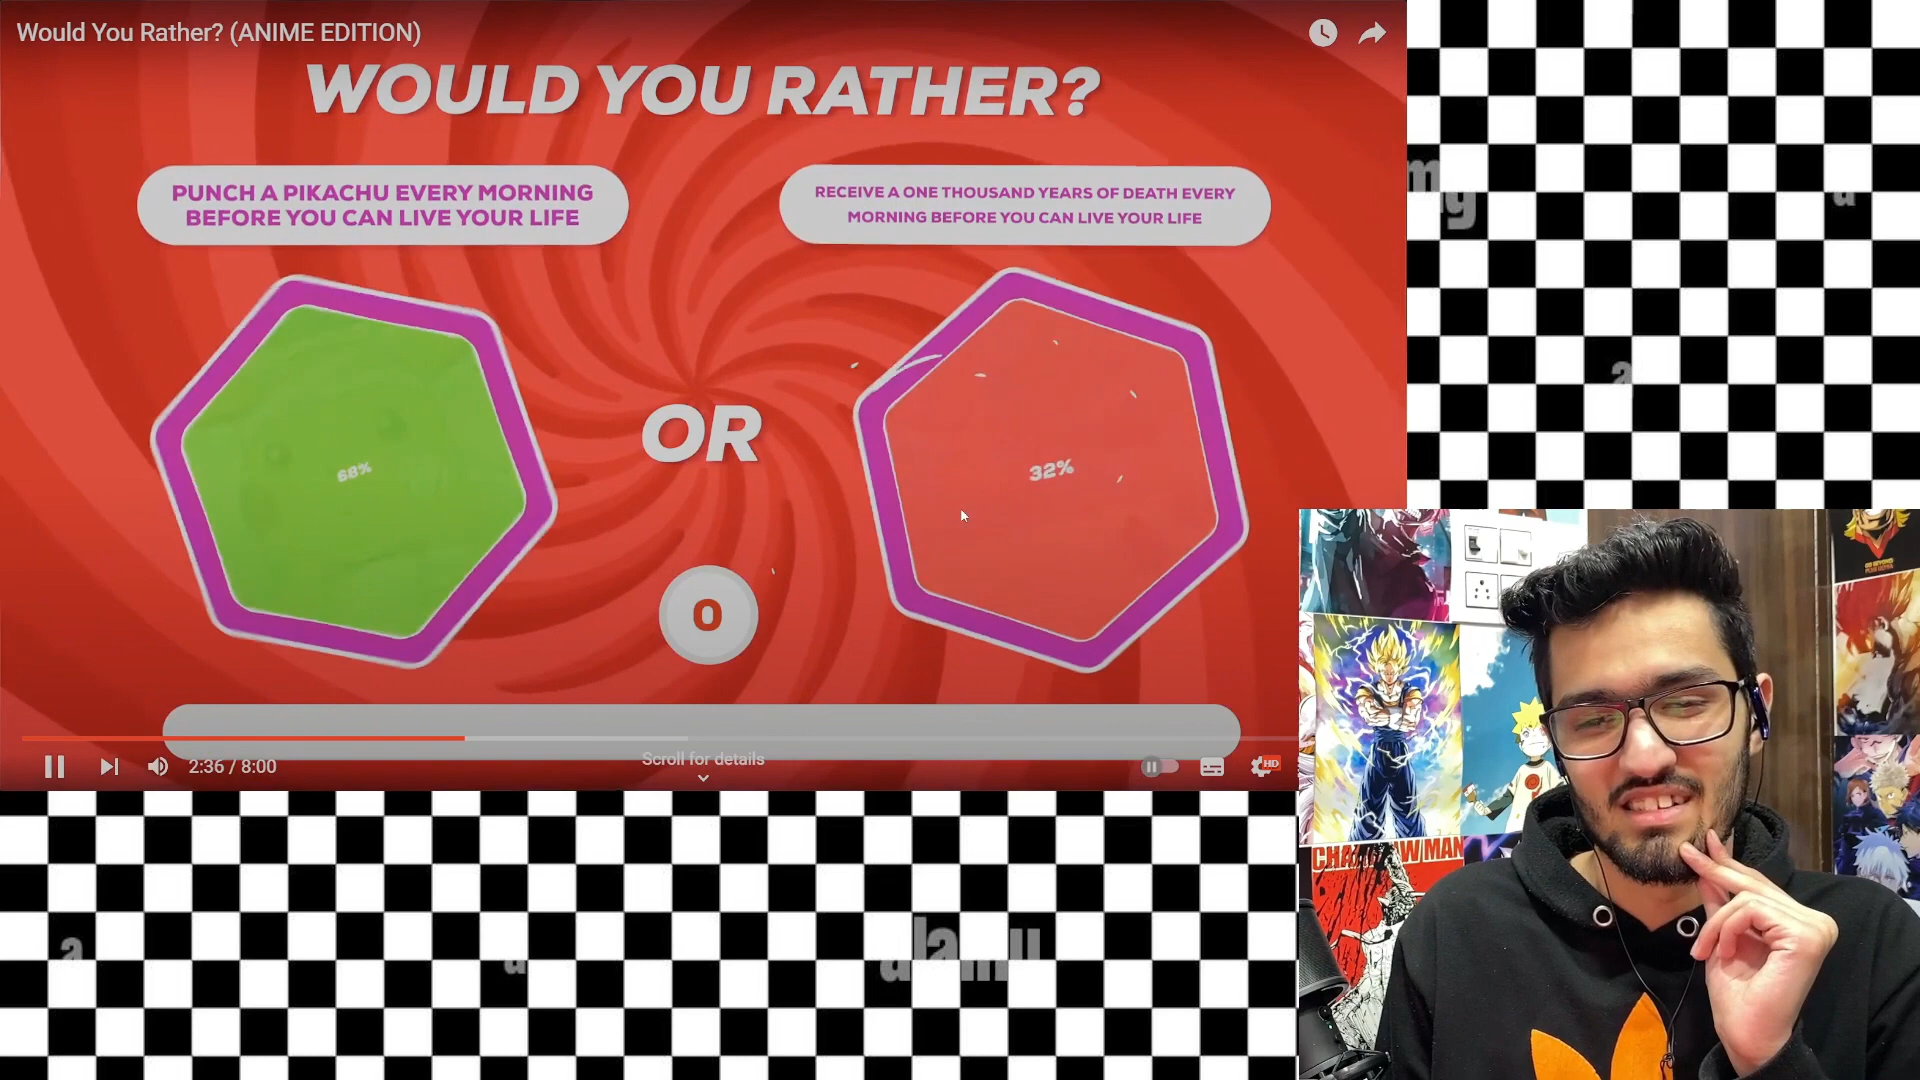 Would You Rather? (ANIME EDITION)
WOULD YOU RATHER?
PUNCH A PIKACHU EVERY MORNING
BEFORE YOU CAN LIVE YOUR LIFE
RECEIVE A ONE THOUSAND YEARS OF DEATH EVERY
MORNING BEFORE YOU CAN LIVE YOUR LIFE
68%
OR
32%
0
2:36 / 8:00
Scroll for details
HD
a
a
a
a
alamy